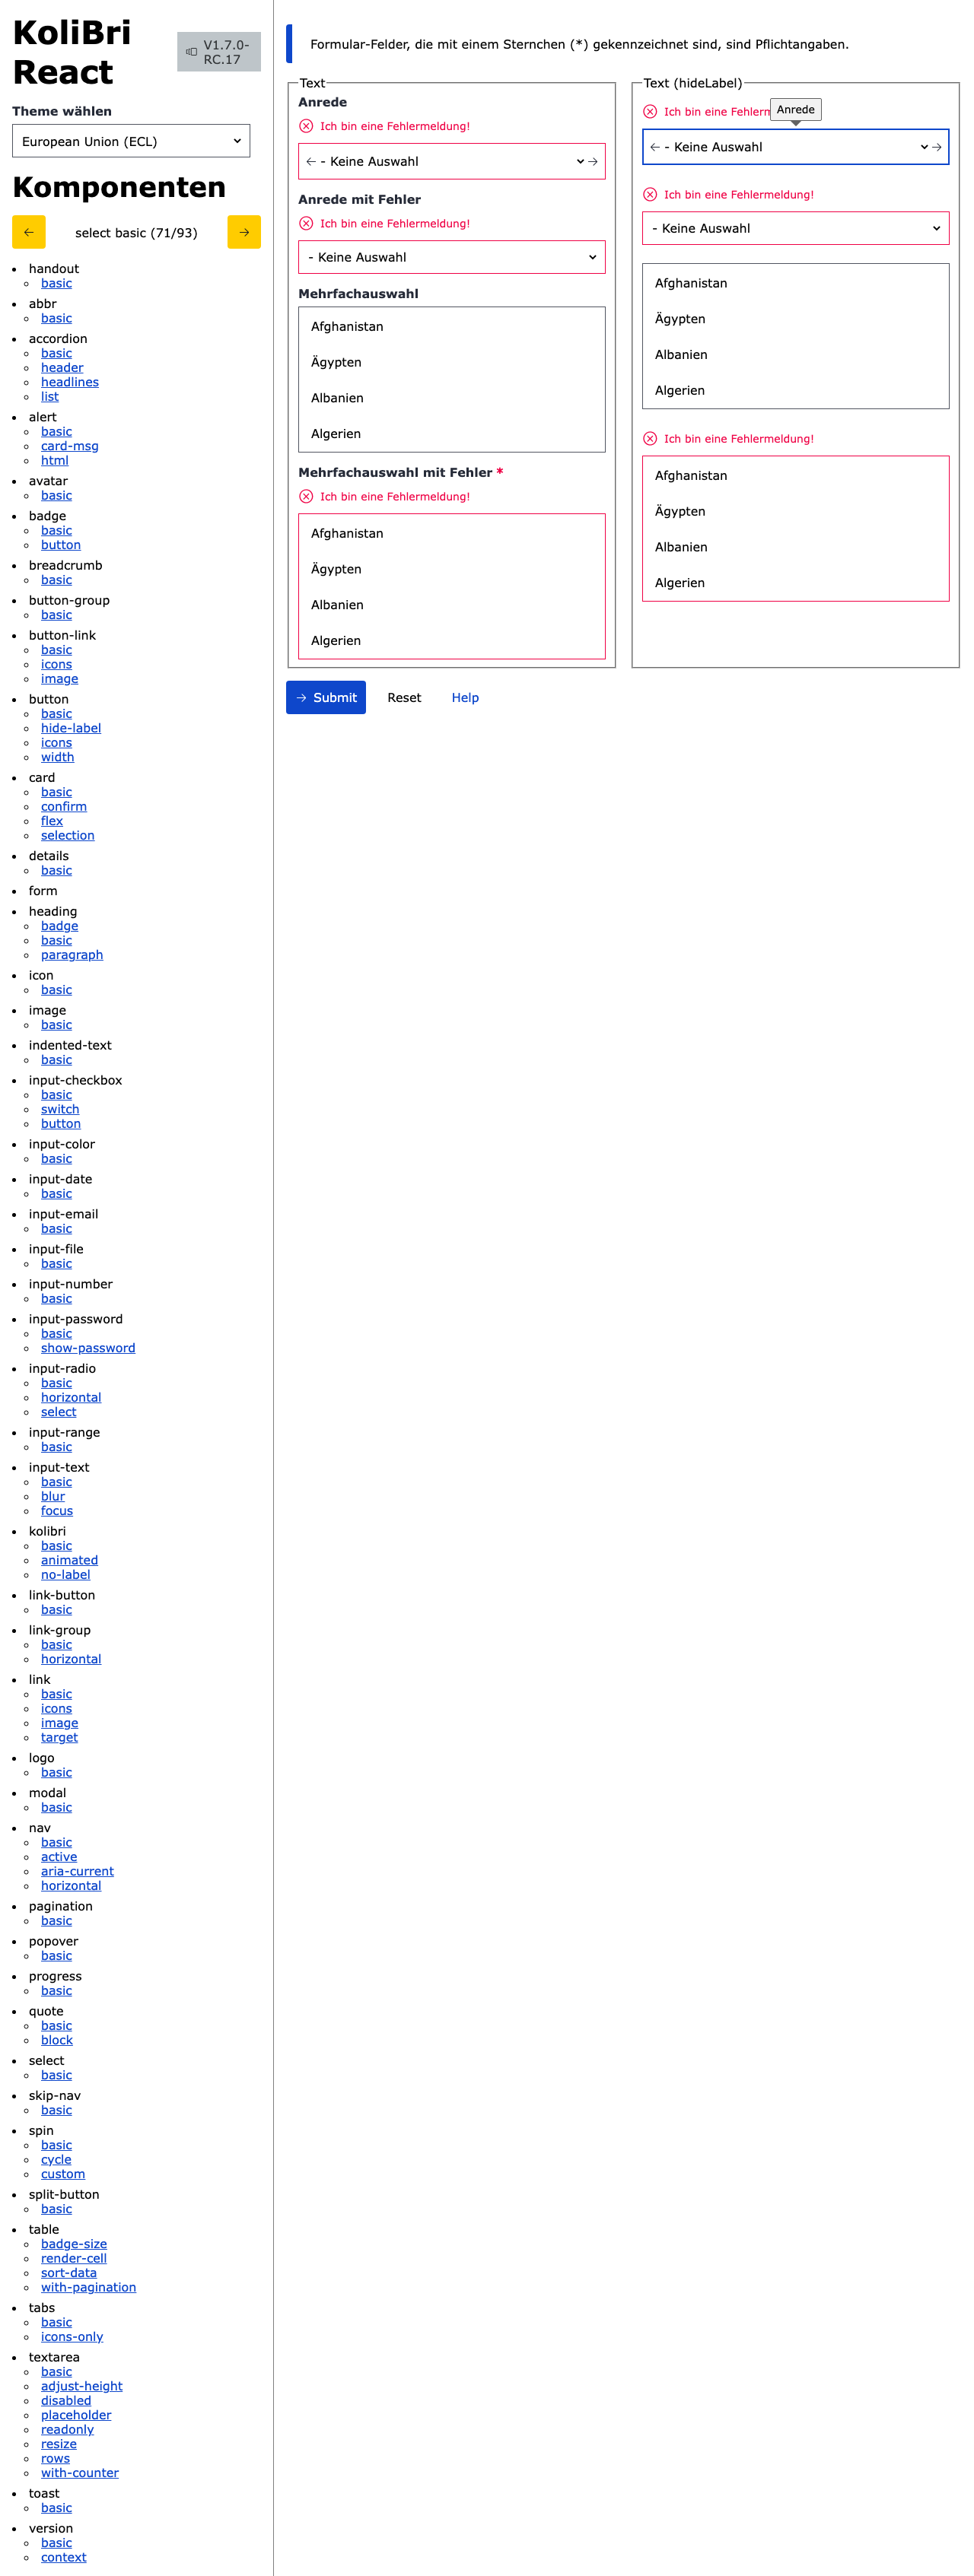 KoliBri
React
V1.7.0-
RC.17
Theme wählen
European Union (ECL)
Komponenten
select basic (71/93)
handout
basic
abbr
basic
accordion
basic
header
headlines
list
alert
basic
card-msg
html
avatar
basic
badge
basic
button
breadcrumb
basic
button-group
basic
button-link
basic
icons
image
button
basic
hide-label
icons
width
card
basic
confirm
flex
selection
details
basic
form
heading
badge
basic
paragraph
icon
basic
image
basic
indented-text
basic
input-checkbox
basic
switch
button
input-color
basic
input-date
basic
input-email
basic
input-file
basic
input-number
basic
input-password
basic
show-password
input-radio
basic
horizontal
select
input-range
basic
input-text
basic
blur
focus
kolibri
basic
animated
no-label
link-button
basic
link-group
basic
horizontal
link
basic
icons
image
target
logo
basic
modal
basic
nav
basic
active
aria-current
horizontal
pagination
basic
popover
basic
progress
basic
quote
basic
block
select
basic
skip-nav
basic
spin
basic
cycle
custom
split-button
basic
table
badge-size
render-cell
sort-data
with-pagination
tabs
basic
icons-only
textarea
basic
adjust-height
disabled
placeholder
readonly
resize
rows
with-counter
toast
basic
version
basic
context
Formular-Felder, die mit einem Sternchen (*) gekennzeichnet sind, sind Pflichtangaben.
Text
Anrede
Ich bin eine Fehlermeldung!
- Keine Auswahl
Anrede mit Fehler
Ich bin eine Fehlermeldung!
- Keine Auswahl
Mehrfachauswahl
Afghanistan
Ägypten
Albanien
Algerien
Mehrfachauswahl mit Fehler *
Ich bin eine Fehlermeldung!
Afghanistan
Ägypten
Albanien
Algerien
Text (hideLabel)
Anrede
Ich bin eine Fehlerm
- Keine Auswahl
Ich bin eine Fehlermeldung!
- Keine Auswahl
Afghanistan
Ägypten
Albanien
Algerien
Ich bin eine Fehlermeldung!
Afghanistan
Ägypten
Albanien
Algerien
Submit
Reset
Help